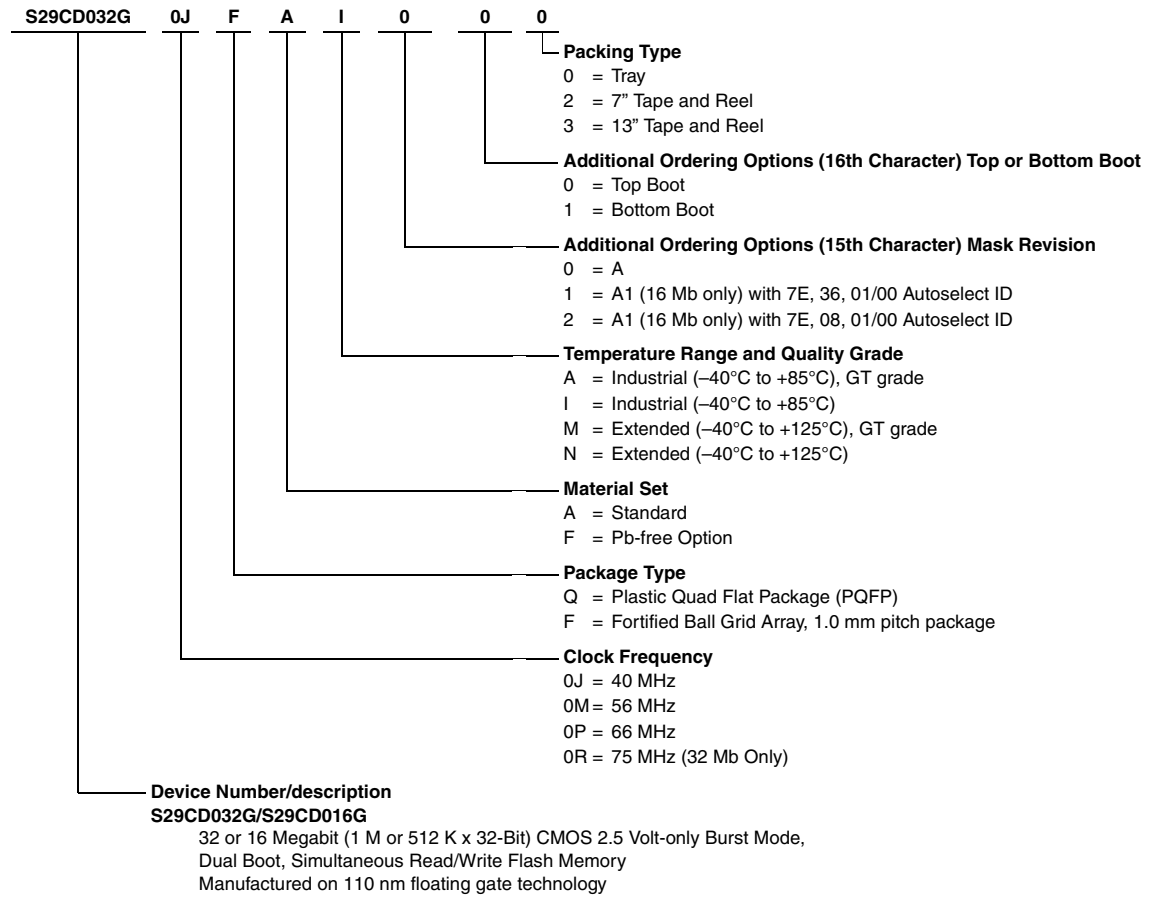 S29CD032G 0J F A I 0 0 0
Packing Type
0 = Tray
2 = 7” Tape and Reel
3 = 13” Tape and Reel
Additional Ordering Options (16th Character) Top or Bottom Boot
0 = Top Boot
1 = Bottom Boot
Additional Ordering Options (15th Character) Mask Revision
0 = A
1 = A1 (16 Mb only) with 7E, 36, 01/00 Autoselect ID
2 = A1 (16 Mb only) with 7E, 08, 01/00 Autoselect ID
Temperature Range and Quality Grade
A = Industrial (–40°C to +85°C), GT grade
I = Industrial (–40°C to +85°C)
M = Extended (–40°C to +125°C), GT grade
N = Extended (–40°C to +125°C)
Material Set
A = Standard
F = Pb-free Option
Package Type
Q = Plastic Quad Flat Package (PQFP)
F = Fortified Ball Grid Array, 1.0 mm pitch package
Clock Frequency
0J = 40 MHz
0M = 56 MHz
0P = 66 MHz
0R = 75 MHz (32 Mb Only)
Device Number/description
S29CD032G/S29CD016G
32 or 16 Megabit (1 M or 512 K x 32-Bit) CMOS 2.5 Volt-only Burst Mode,
Dual Boot, Simultaneous Read/Write Flash Memory
Manufactured on 110 nm floating gate technology